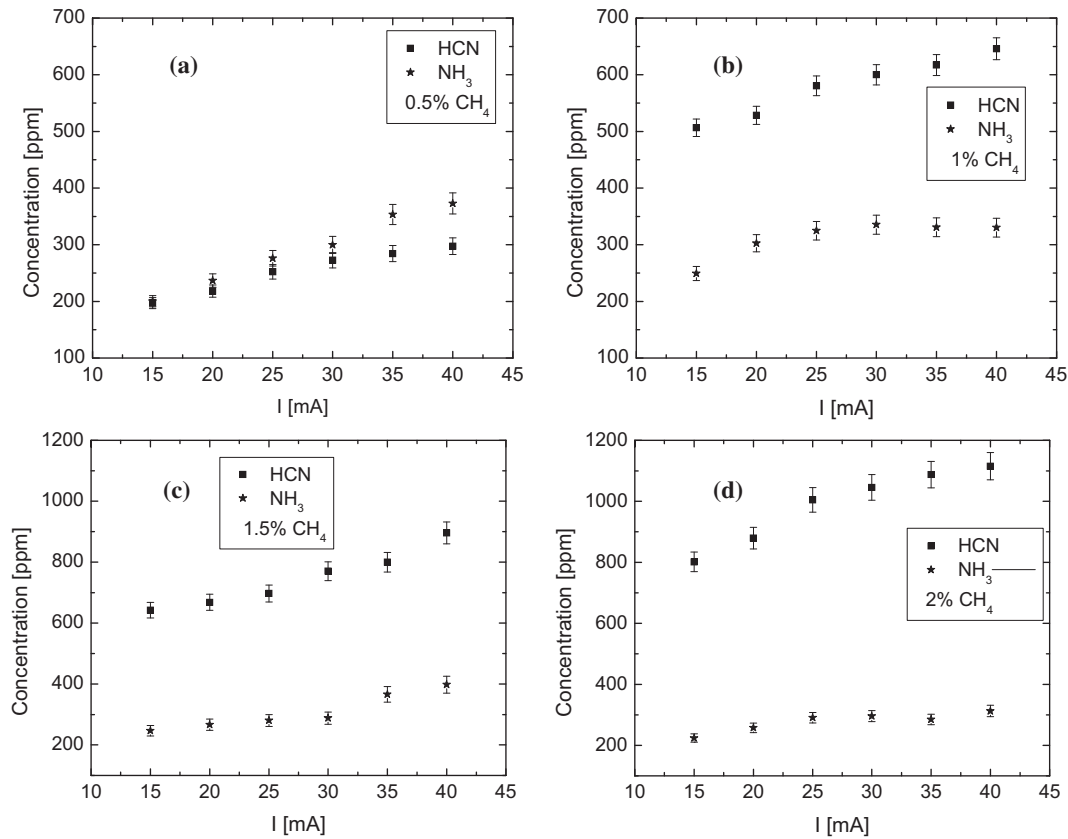 700
600
500
400
300
200
100
Concentration [ppm]
(a)
HCN
NH3
0.5% CH4
10 15 20 25 30 35 40 45
I [mA]
700
600
500
400
300
200
100
Concentration [ppm]
(b)
HCN
NH3
1% CH4
10 15 20 25 30 35 40 45
I [mA]
1200
1000
800
600
400
200
Concentration [ppm]
(c)
HCN
NH3
1.5% CH4
10 15 20 25 30 35 40 45
I [mA]
1200
1000
800
600
400
200
Concentration [ppm]
(d)
HCN
NH3
2% CH4
10 15 20 25 30 35 40 45
I [mA]